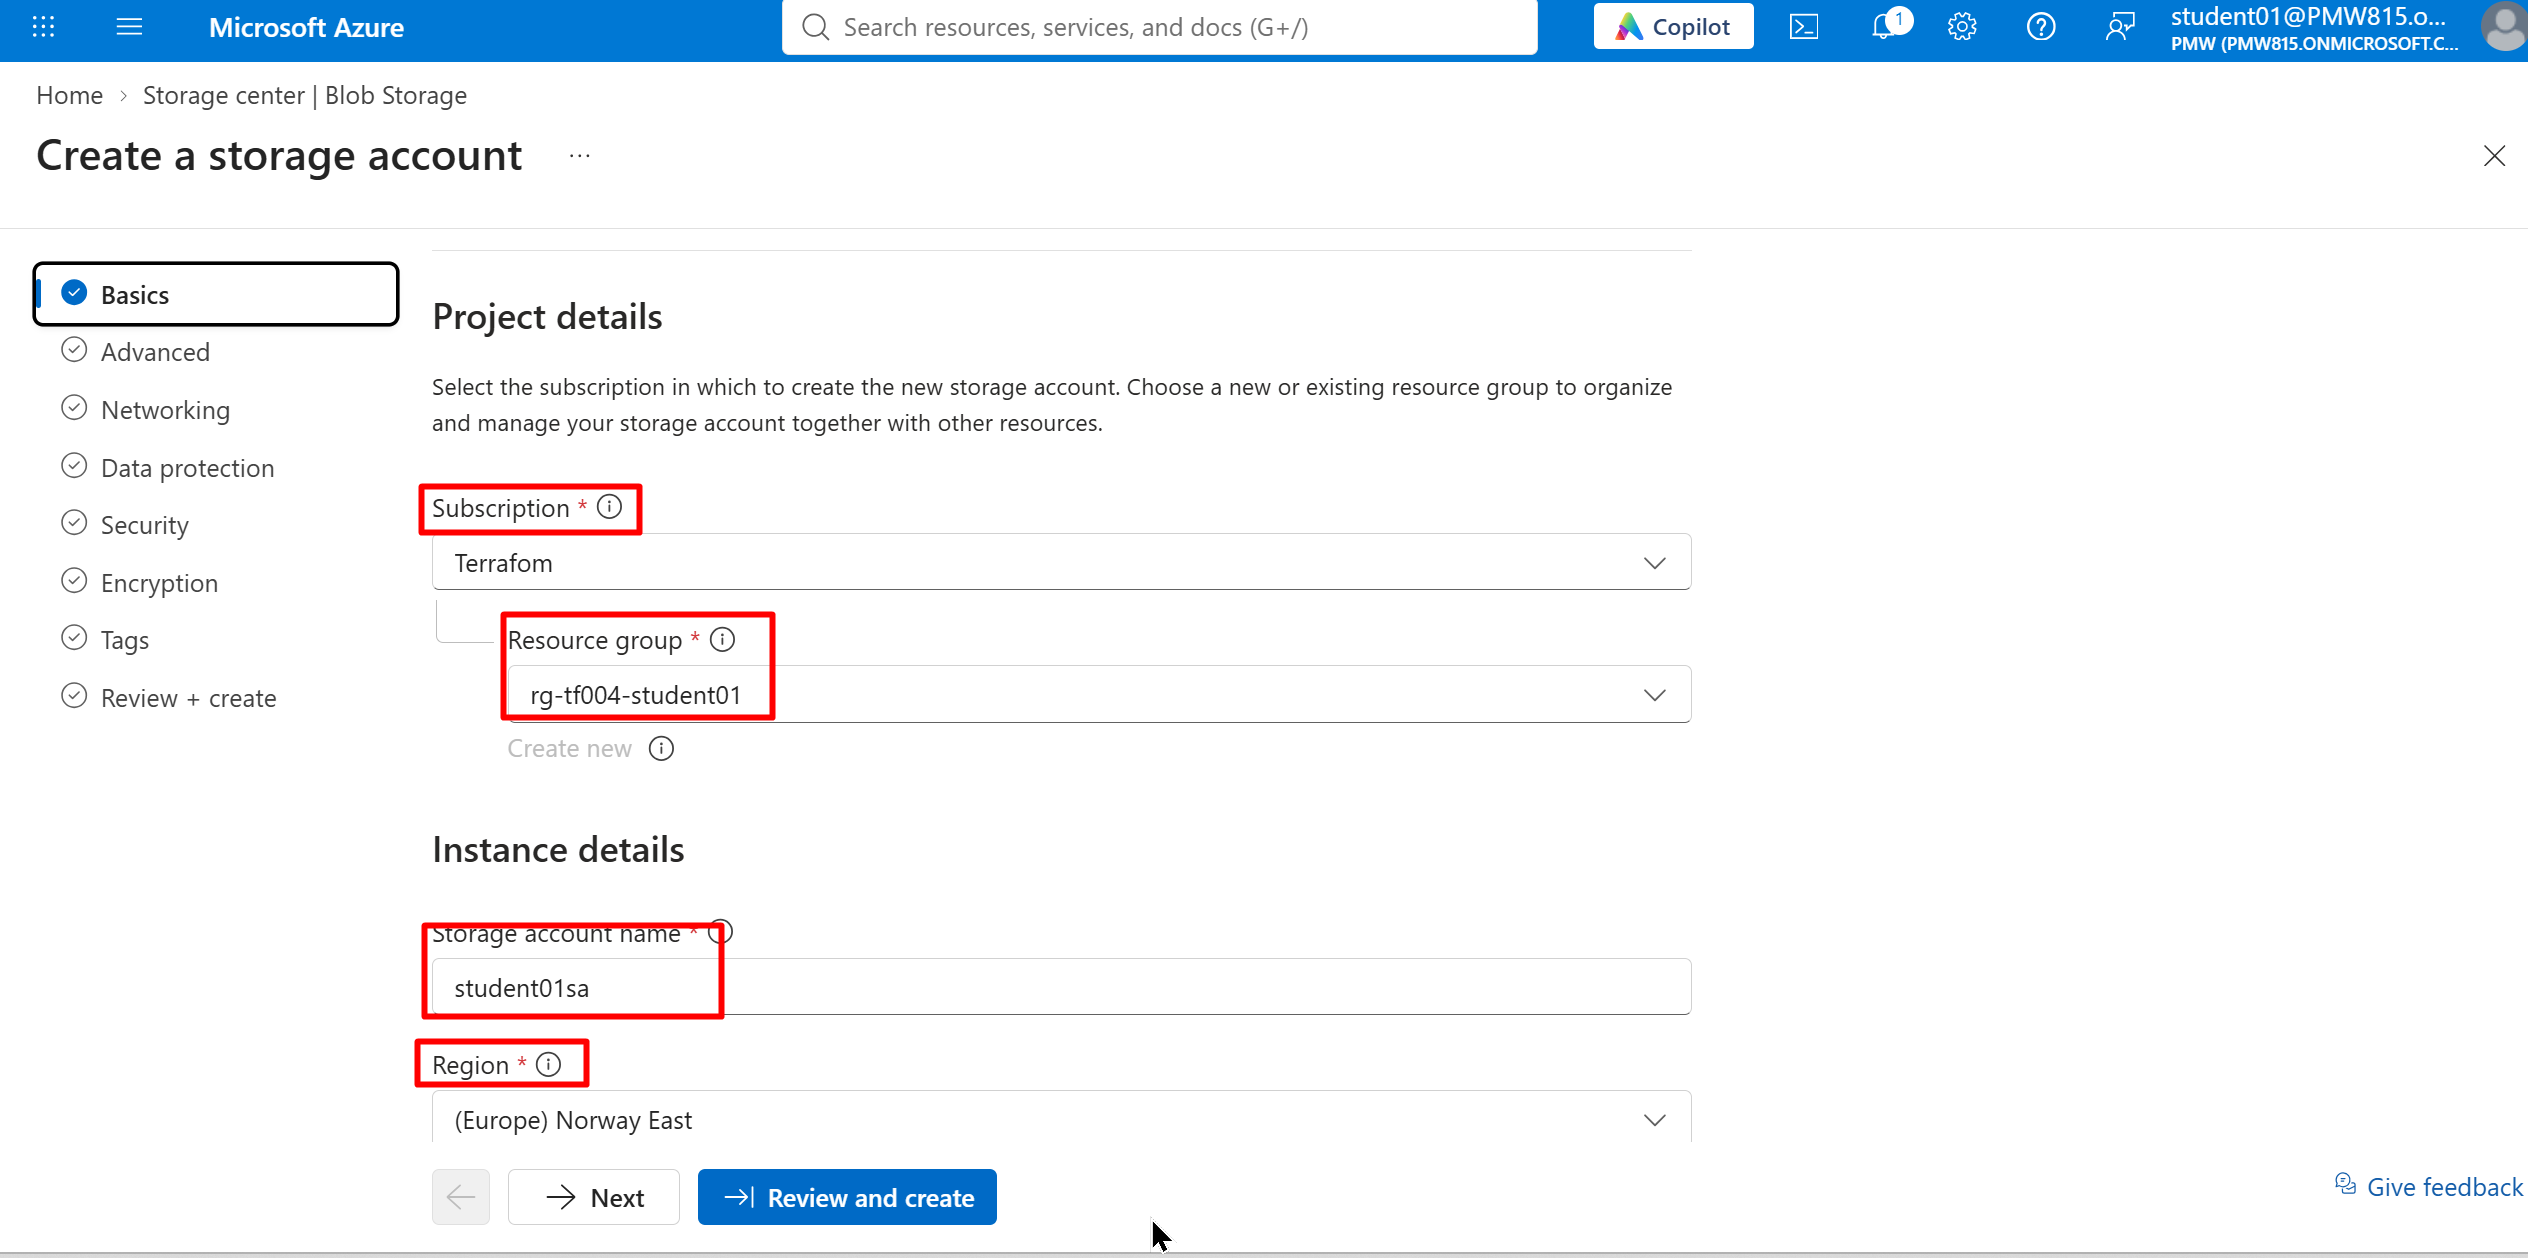 Microsoft Azure
Search resources, services, and docs (G+/)
Copilot
1
student01@PMW815.o...
PMW (PMW815.ONMICROSOFT.C...
Home > Storage center | Blob Storage
Create a storage account ...
Basics
Advanced
Networking
Data protection
Security
Encryption
Tags
Review + create
Project details
Select the subscription in which to create the new storage account. Choose a new or existing resource group to organize
and manage your storage account together with other resources.
Subscription *
Terrafom
Resource group *
rg-tf004-student01
Create new
Instance details
Storage account name *
student01sa
Region *
(Europe) Norway East
Next
Review and create
Give feedback